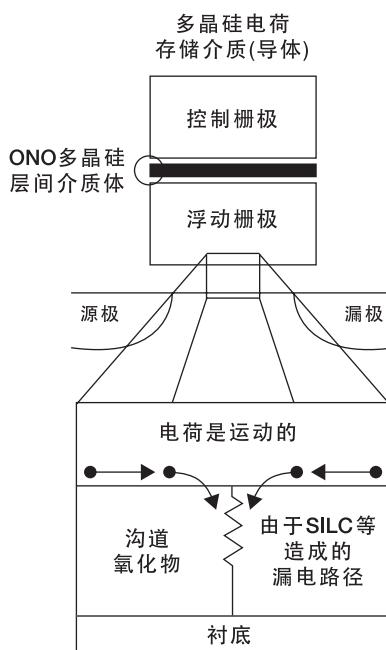 多晶硅电荷
存储介质(导体)
控制栅极
ONO多晶硅
层间介质体
浮动栅极
源极
漏极
电荷是运动的
沟道
氧化物
由于SILC等
造成的
漏电路径
衬底